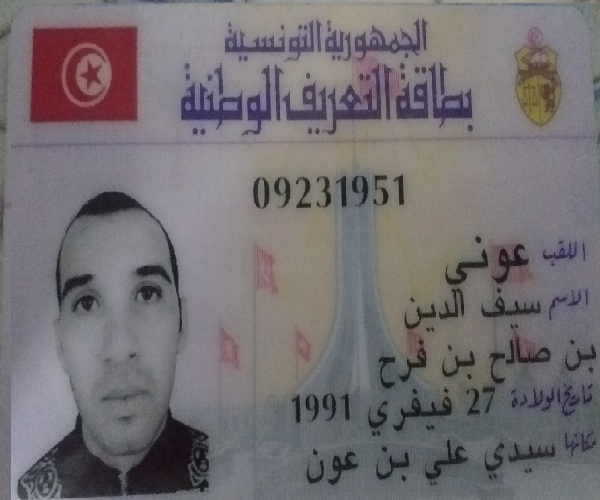 الجمهورية التونسية
بطاقة التعريف الوطنية
09231951
اللقب عوني
الاسم سيف الدين
بن صالح بن فرح
تاريخ الولادة 27 فيفري 1991
مكانها سيدي علي بن عون